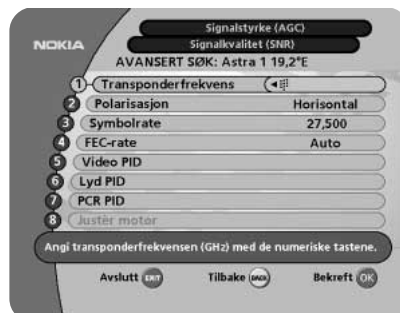 Signalstyrke (AGC)
NOKIA
Signalkvalitet (SNR)
AVANSERT SØK: Astra 1 19,2°E
1 Transponderfrekvens
2 Polarisasjon Horisontal
3 Symbolrate 27,500
4 FEC-rate Auto
5 Video PID
6 Lyd PID
7 PCR PID
8 Justèr motor
Angi transponderfrekvensen (GHz) med de numeriske tastene.
Avslutt EXIT Tilbake BACK Bekreft OK